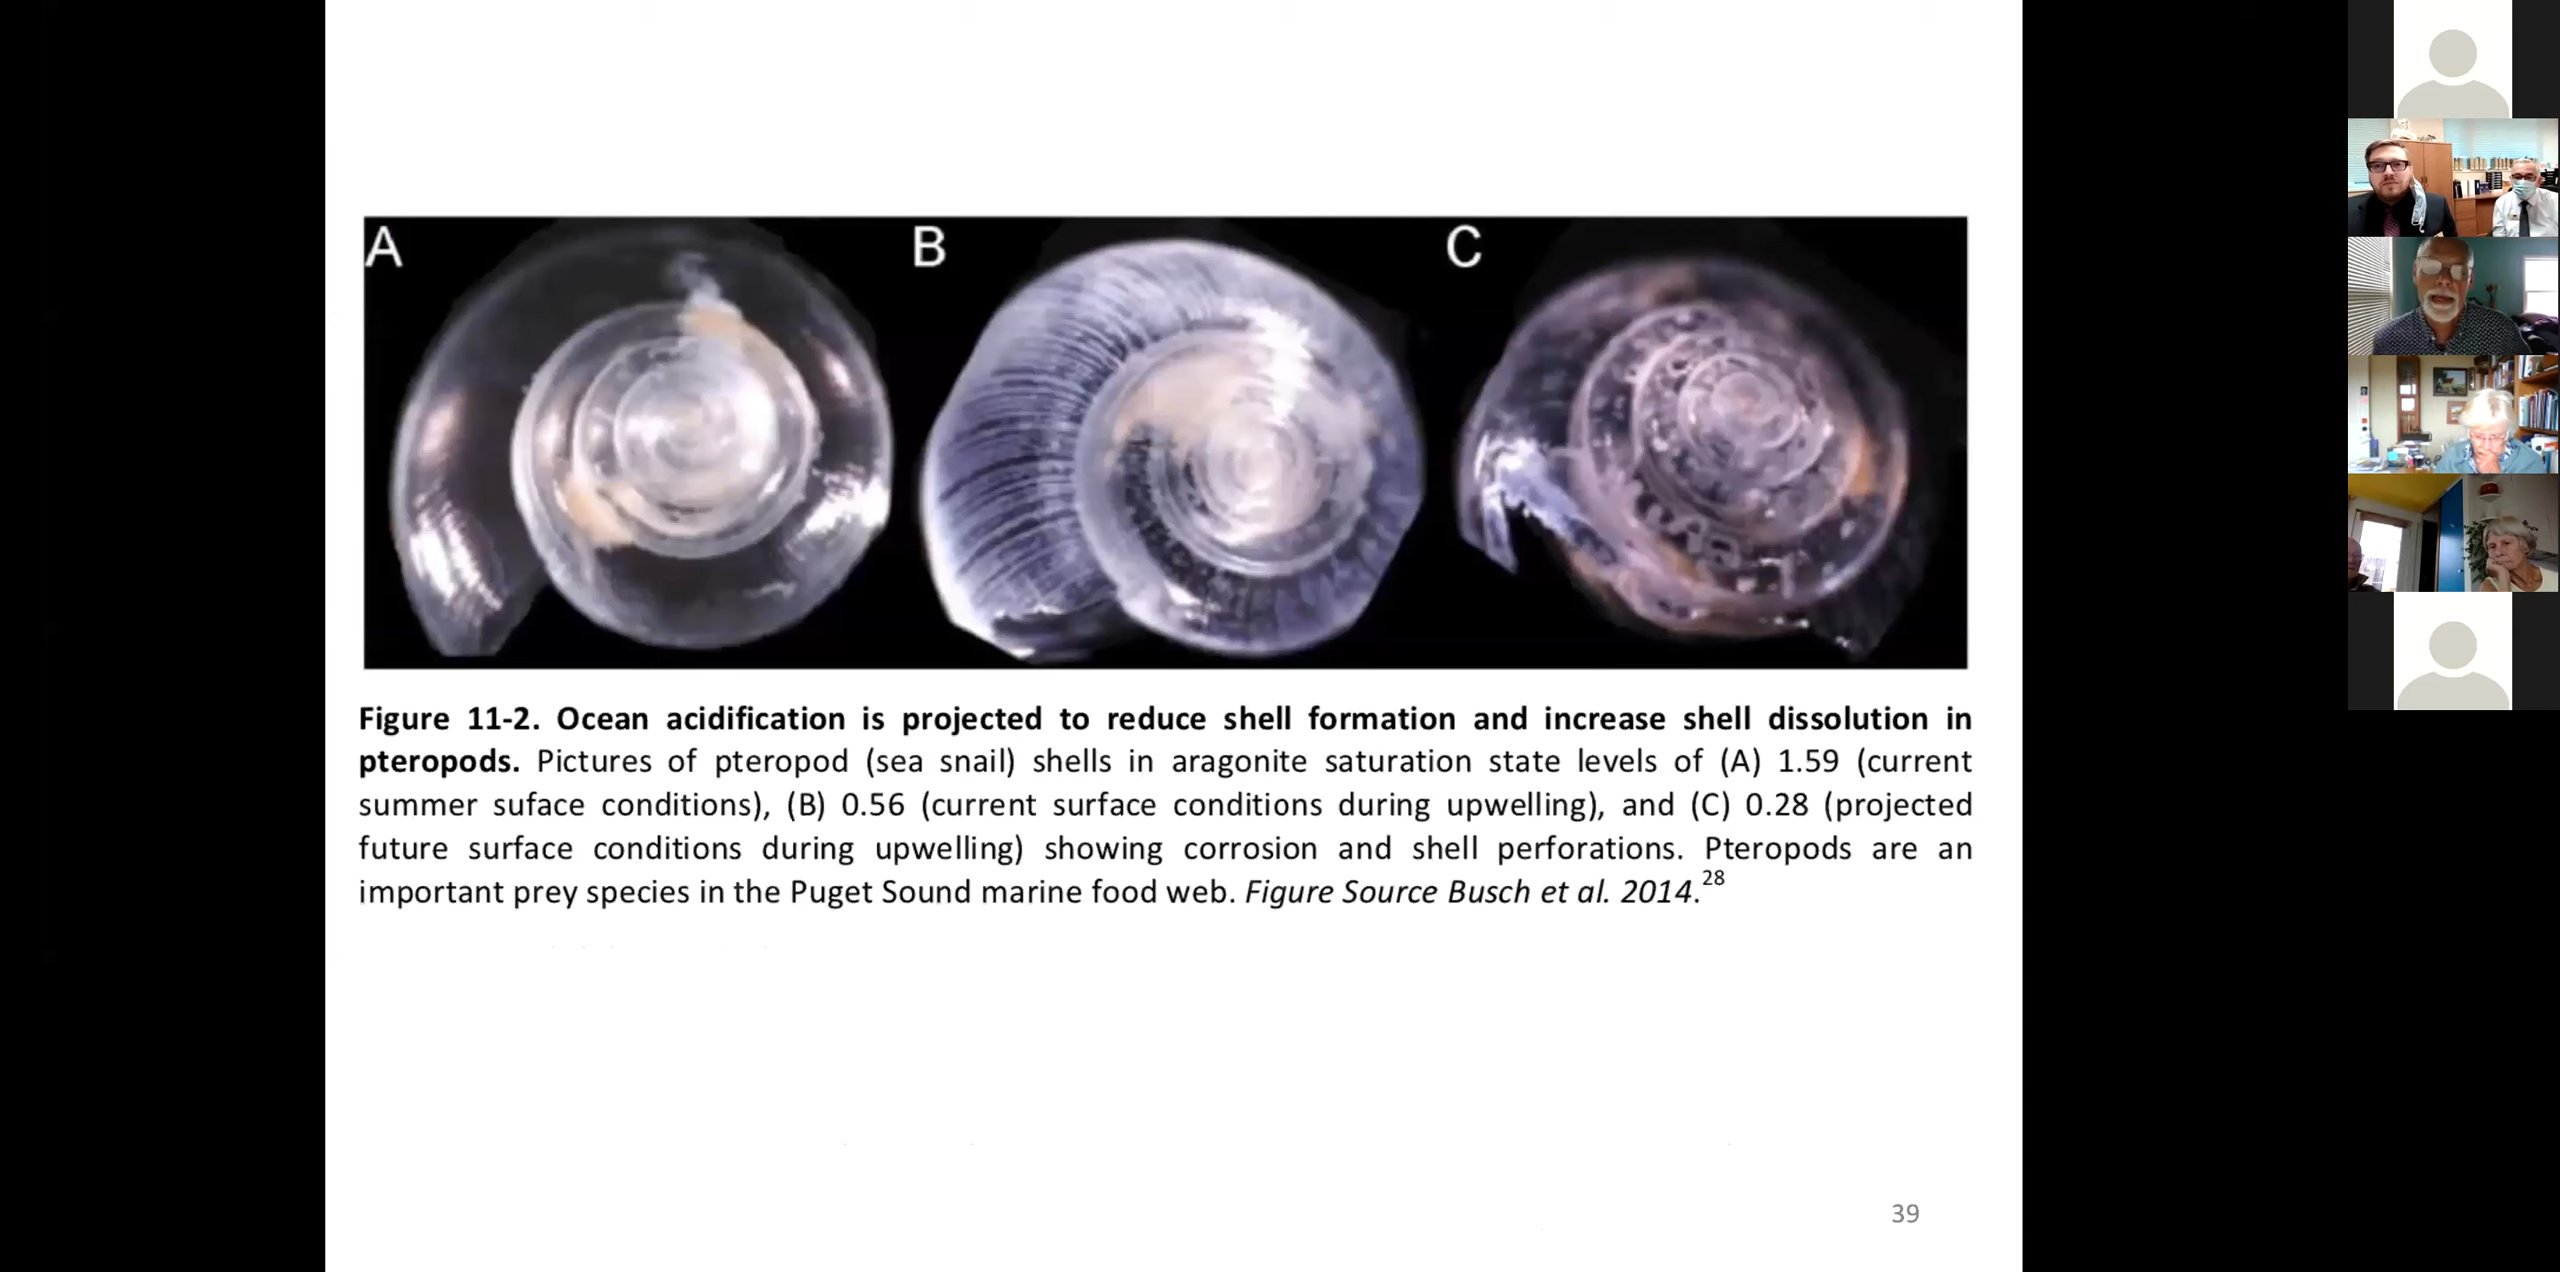 A B C
Figure 11-2. Ocean acidification is projected to reduce shell formation and increase shell dissolution in
pteropods. Pictures of pteropod (sea snail) shells in aragonite saturation state levels of (A) 1.59 (current
summer suface conditions), (B) 0.56 (current surface conditions during upwelling), and (C) 0.28 (projected
future surface conditions during upwelling) showing corrosion and shell perforations. Pteropods are an
important prey species in the Puget Sound marine food web. Figure Source Busch et al. 2014.28
39